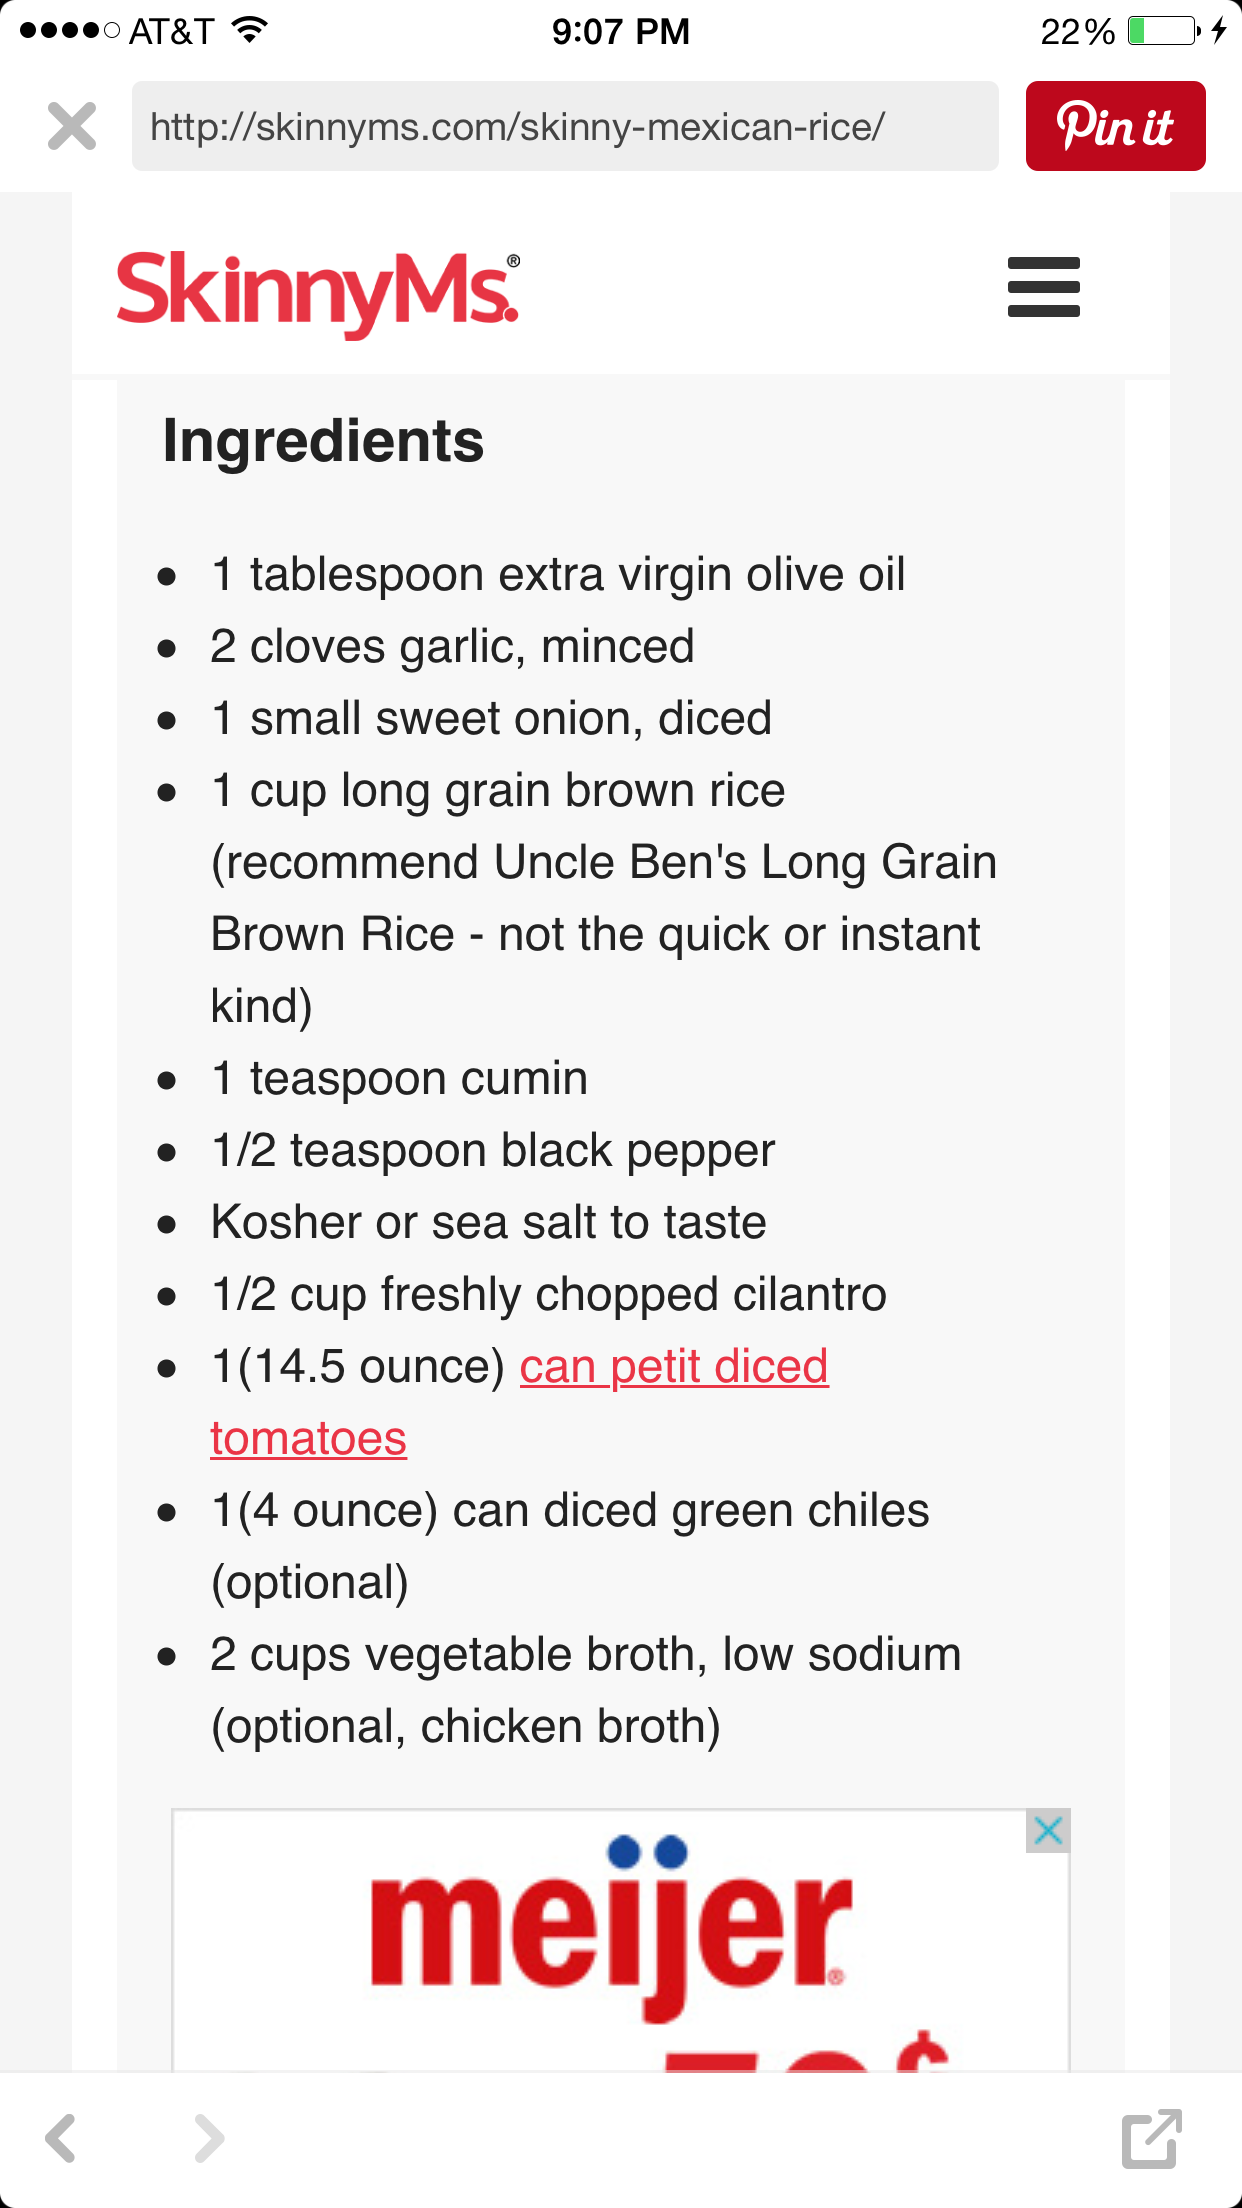 AT&T 9:07 PM 22%
http://skinnyms.com/skinny-mexican-rice/ Pin it
SkinnyMs.®
Ingredients
● 1 tablespoon extra virgin olive oil
● 2 cloves garlic, minced
● 1 small sweet onion, diced
● 1 cup long grain brown rice
(recommend Uncle Ben's Long Grain
Brown Rice - not the quick or instant
kind)
● 1 teaspoon cumin
● 1/2 teaspoon black pepper
● Kosher or sea salt to taste
● 1/2 cup freshly chopped cilantro
● 1(14.5 ounce) can petit diced
tomatoes
● 1(4 ounce) can diced green chiles
(optional)
● 2 cups vegetable broth, low sodium
(optional, chicken broth)
meijer®